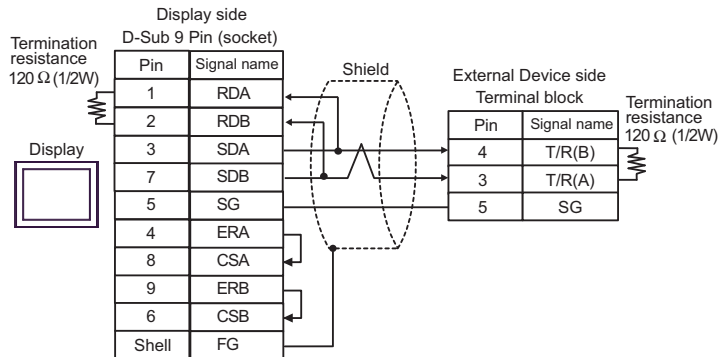 Display side
D-Sub 9 Pin (socket)
Termination
resistance
120 Ω (1/2W)
Display
Pin Signal name
1 RDA
2 RDB
3 SDA
7 SDB
5 SG
4 ERA
8 CSA
9 ERB
6 CSB
Shell FG
Shield
External Device side
Terminal block
Pin Signal name
4 T/R(B)
3 T/R(A)
5 SG
Termination
resistance
120 Ω (1/2W)